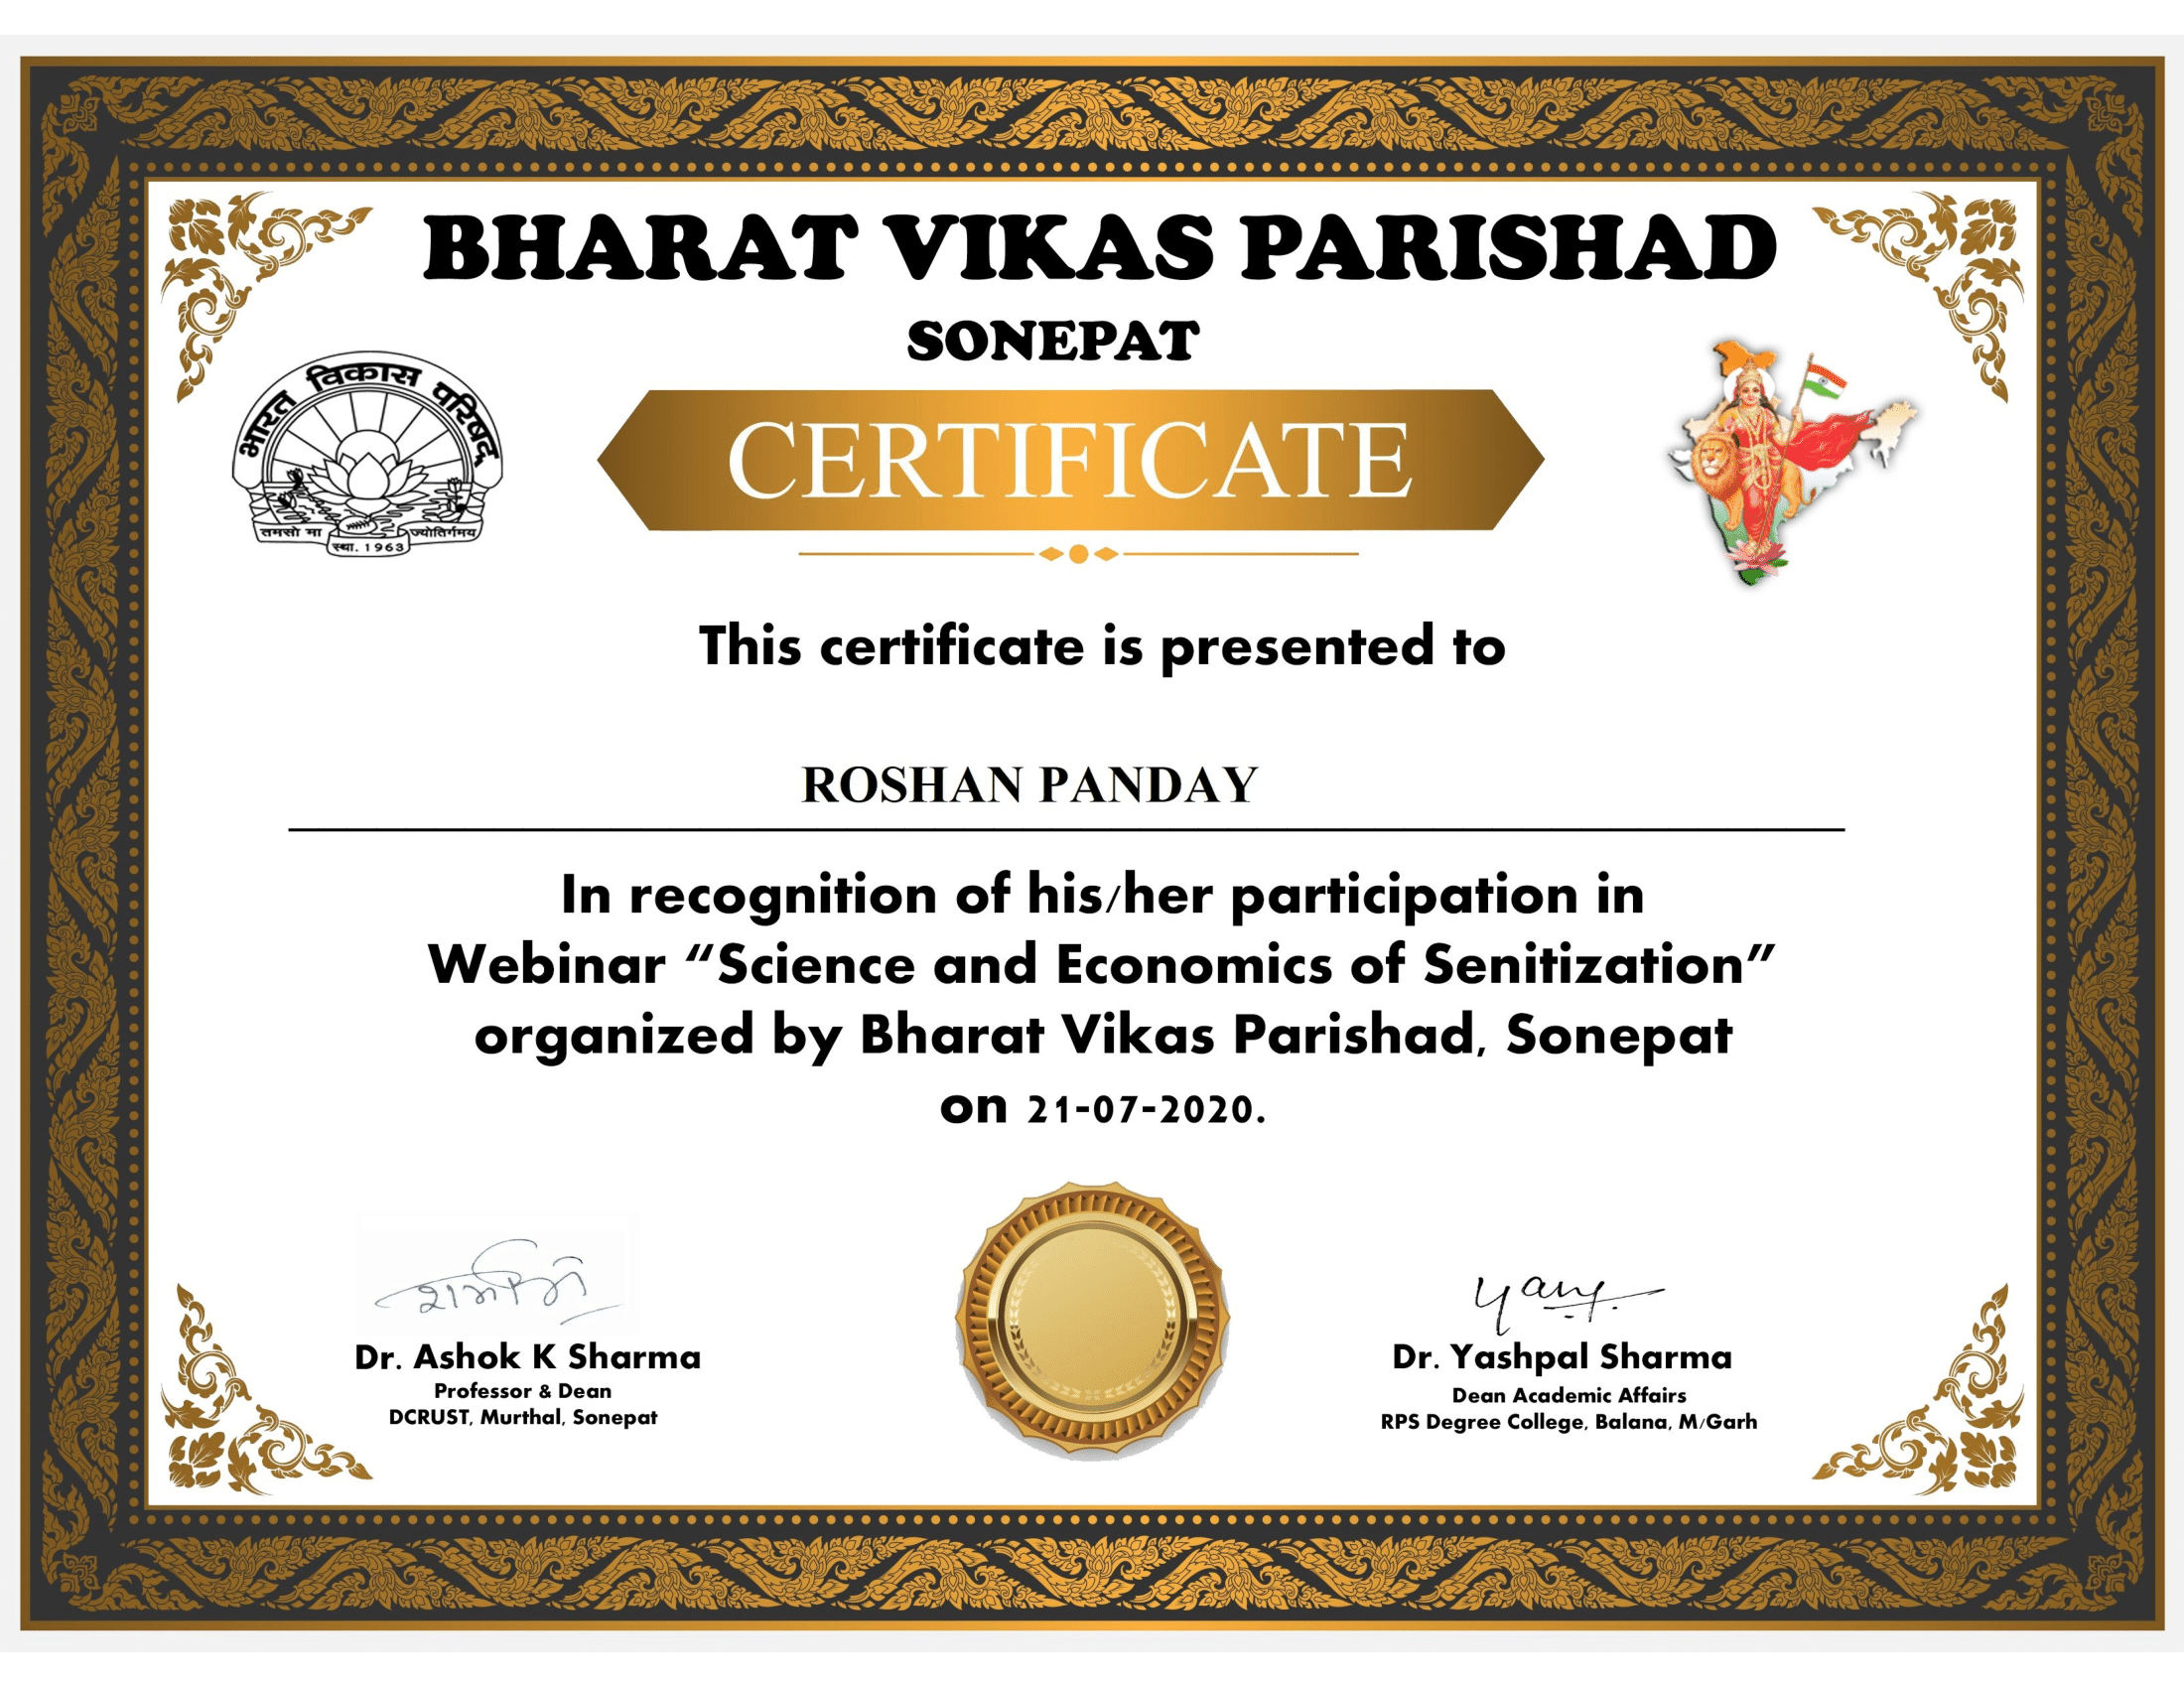 BHARAT VIKAS PARISHAD
SONEPAT
भारत विकास परिषद्
तमसो मा ज्योतिर्गमय
स्था. 1963
CERTIFICATE
This certificate is presented to
ROSHAN PANDAY
In recognition of his/her participation in
Webinar “Science and Economics of Senitization”
organized by Bharat Vikas Parishad, Sonepat
on 21-07-2020.
Dr. Ashok K Sharma
Professor & Dean
DCRUST, Murthal, Sonepat
Dr. Yashpal Sharma
Dean Academic Affairs
RPS Degree College, Balana, M/Garh